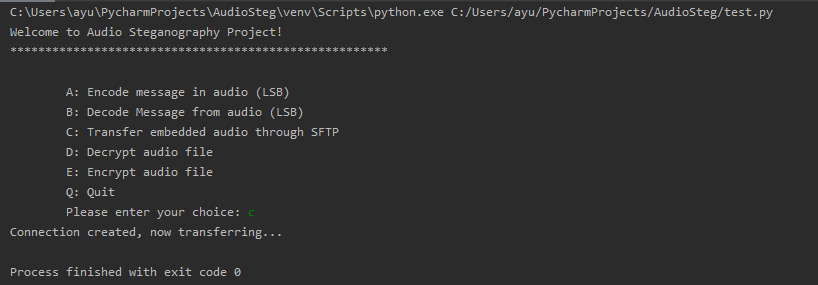 C:\Users\ayu\PycharmProjects\AudioSteg\venv\Scripts\python.exe C:/Users/ayu/PycharmProjects/AudioSteg/test.py
Welcome to Audio Steganography Project!
******************************************************
A: Encode message in audio (LSB)
B: Decode Message from audio (LSB)
C: Transfer embedded audio through SFTP
D: Decrypt audio file
E: Encrypt audio file
Q: Quit
Please enter your choice: c
Connection created, now transferring...
Process finished with exit code 0